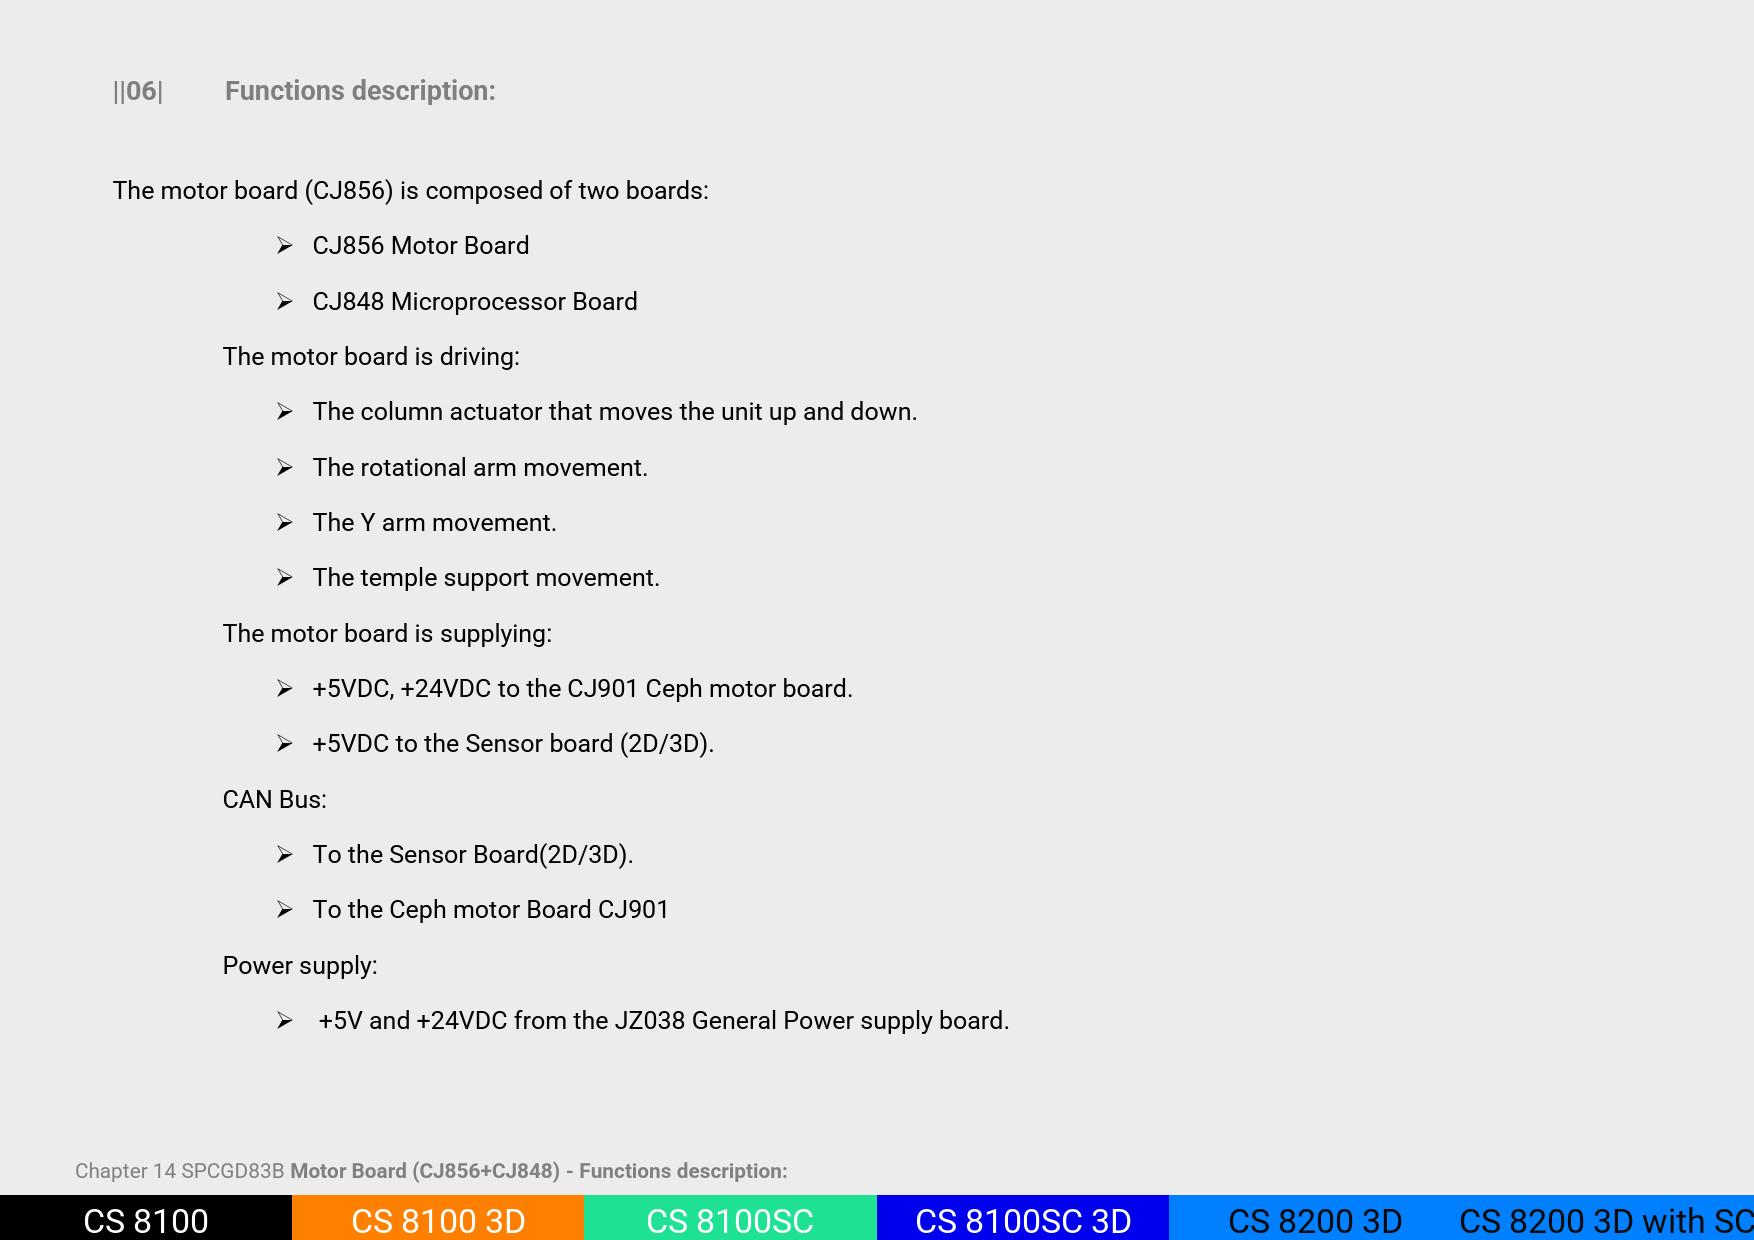 ||06| Functions description:
The motor board (CJ856) is composed of two boards:
➢ CJ856 Motor Board
➢ CJ848 Microprocessor Board
The motor board is driving:
➢ The column actuator that moves the unit up and down.
➢ The rotational arm movement.
➢ The Y arm movement.
➢ The temple support movement.
The motor board is supplying:
➢ +5VDC, +24VDC to the CJ901 Ceph motor board.
➢ +5VDC to the Sensor board (2D/3D).
CAN Bus:
➢ To the Sensor Board(2D/3D).
➢ To the Ceph motor Board CJ901
Power supply:
➢ +5V and +24VDC from the JZ038 General Power supply board.
Chapter 14 SPCGD83B Motor Board (CJ856+CJ848) - Functions description:
CS 8100 CS 8100 3D CS 8100SC CS 8100SC 3D CS 8200 3D CS 8200 3D with SC